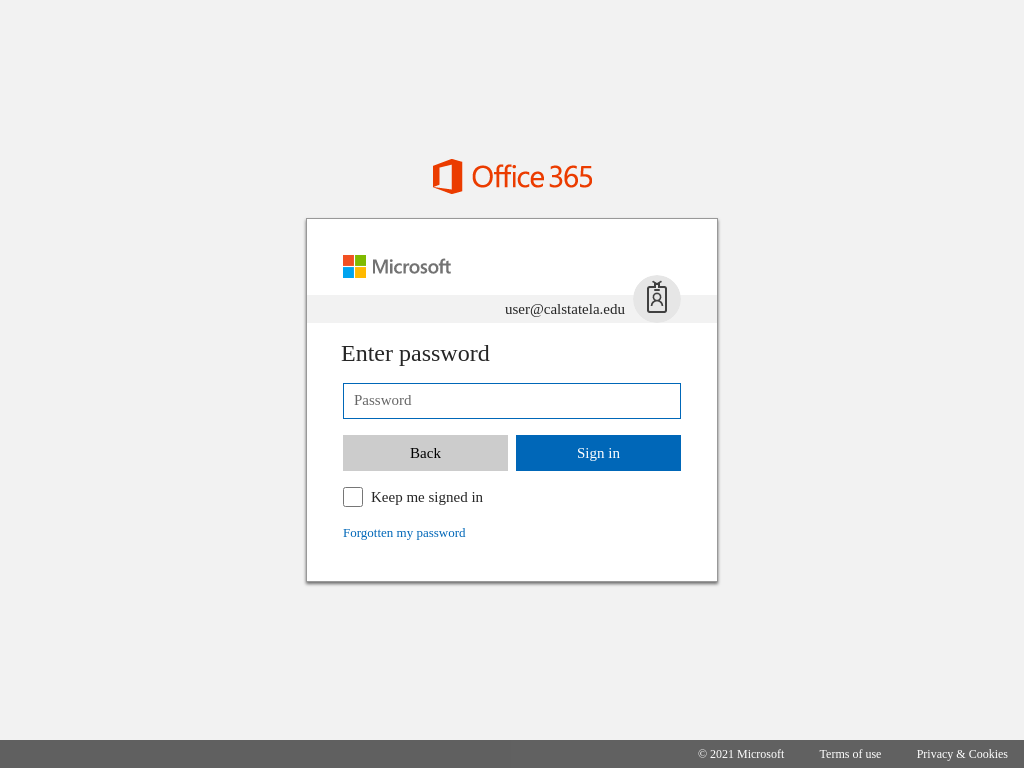 Office 365
Microsoft
user@calstatela.edu
Enter password
Password
Back
Sign in
Keep me signed in
Forgotten my password
© 2021 Microsoft
Terms of use
Privacy & Cookies